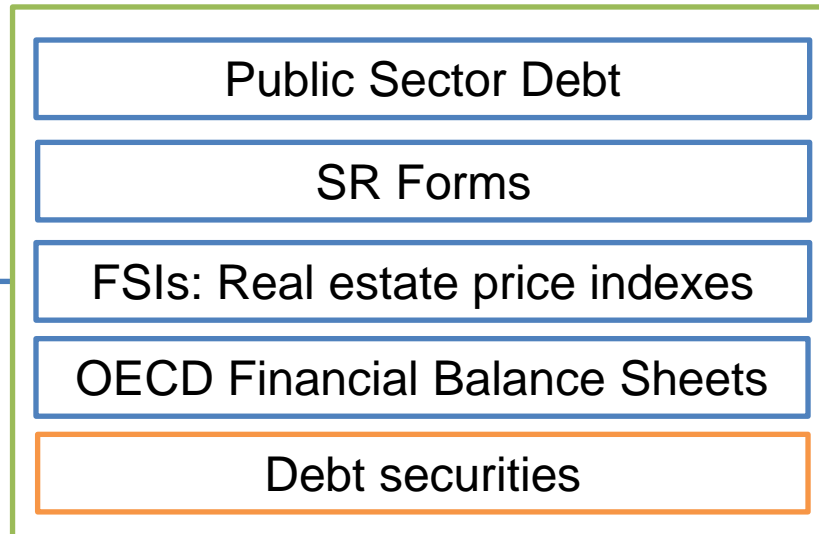 Public Sector Debt
SR Forms
FSIs: Real estate price indexes
OECD Financial Balance Sheets
Debt securities